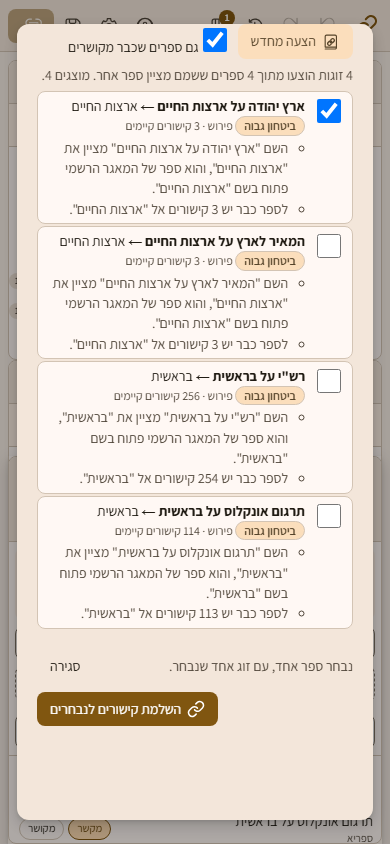 1
הצעה מחדש
גם ספרים שכבר מקושרים
4 זוגות הוצעו מתוך 4 ספרים ששמם מציין ספר אחר. מוצגים 4.
ארץ יהודה על ארצות החיים ← ארצות החיים
ביטחון גבוה פירוש · 3 קישורים קיימים
השם "ארץ יהודה על ארצות החיים" מציין את
"ארצות החיים", והוא ספר של המאגר הרשמי
פתוח בשם "ארצות החיים".
לספר כבר יש 3 קישורים אל "ארצות החיים".
המאיר לארץ על ארצות החיים ← ארצות החיים
ביטחון גבוה פירוש · 3 קישורים קיימים
השם "המאיר לארץ על ארצות החיים" מציין את
"ארצות החיים", והוא ספר של המאגר הרשמי
פתוח בשם "ארצות החיים".
לספר כבר יש 3 קישורים אל "ארצות החיים".
רש"י על בראשית ← בראשית
ביטחון גבוה פירוש · 256 קישורים קיימים
השם "רש"י על בראשית" מציין את "בראשית",
והוא ספר של המאגר הרשמי פתוח בשם
"בראשית".
לספר כבר יש 254 קישורים אל "בראשית".
תרגום אונקלוס על בראשית ← בראשית
ביטחון גבוה פירוש · 114 קישורים קיימים
השם "תרגום אונקלוס על בראשית" מציין את
"בראשית", והוא ספר של המאגר הרשמי פתוח
בשם "בראשית".
לספר כבר יש 113 קישורים אל "בראשית".
נבחר ספר אחד, עם זוג אחד שנבחר.
סגירה
השלמת קישורים לנבחרים
תרגום אונקלוס על בראשית
ספריא
מקשר
מקושר